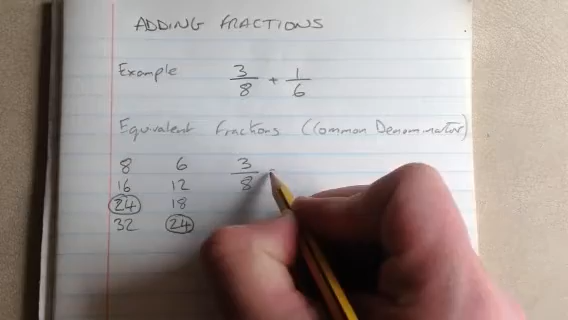 ADDING FRACTIONS
Example 3/8 + 1/6
Equivalent fractions (Common Denominator)
8 6 3/8 =
16 12
24 18
32 24